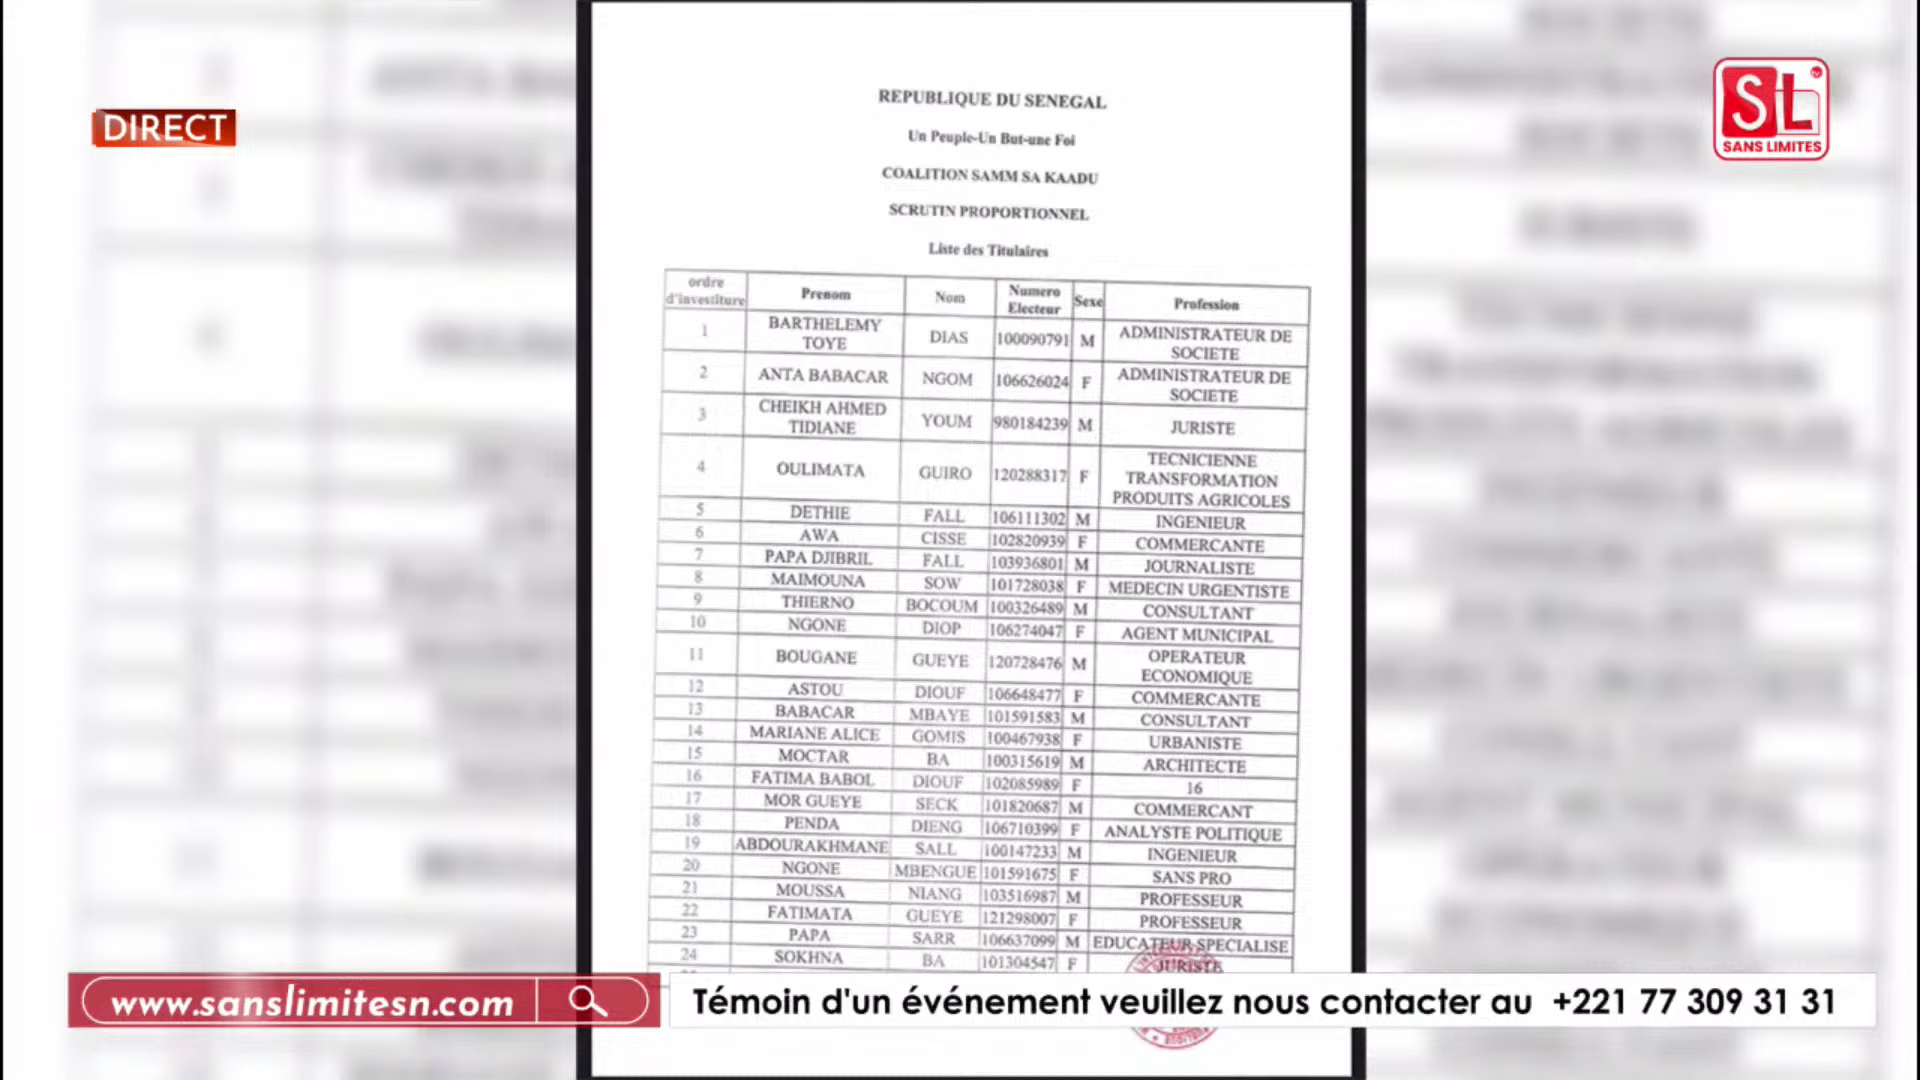 DIRECT
SL
SANS LIMITES
REPUBLIQUE DU SENEGAL
Un Peuple-Un But-une Foi
COALITION SAMM SA KAADU
SCRUTIN PROPORTIONNEL
Liste des Titulaires
ordre d'investiture Prenom Nom Numero Electeur Sexe Profession
1 BARTHELEMY TOYE DIAS 100090791 M ADMINISTRATEUR DE SOCIETE
2 ANTA BABACAR NGOM 106626024 F ADMINISTRATEUR DE SOCIETE
3 CHEIKH AHMED TIDIANE YOUM 980184239 M JURISTE
4 OULIMATA GUIRO 120288317 F TECNICIENNE TRANSFORMATION PRODUITS AGRICOLES
5 DETHIE FALL 106111302 M INGENIEUR
6 AWA CISSE 102820939 F COMMERCANTE
7 PAPA DJIBRIL FALL 103936801 M JOURNALISTE
8 MAIMOUNA SOW 101728038 F MEDECIN URGENTISTE
9 THIERNO BOCOUM 100326489 M CONSULTANT
10 NGONE DIOP 106274047 F AGENT MUNICIPAL
11 BOUGANE GUEYE 120728476 M OPERATEUR ECONOMIQUE
12 ASTOU DIOUF 106648477 F COMMERCANTE
13 BABACAR MBAYE 101591583 M CONSULTANT
14 MARIANE ALICE GOMIS 100467938 F URBANISTE
15 MOCTAR BA 100315619 M ARCHITECTE
16 FATIMA BABOL DIOUF 102085989 F 16
17 MOR GUEYE SECK 101820687 M COMMERCANT
18 PENDA DIENG 106710399 F ANALYSTE POLITIQUE
19 ABDOURAKHMANE SALL 100147233 M INGENIEUR
20 NGONE MBENGUE 101591675 F SANS PRO
21 MOUSSA NIANG 103516987 M PROFESSEUR
22 FATIMATA GUEYE 121298007 F PROFESSEUR
23 PAPA SARR 106637099 M EDUCATEUR SPECIALISE
24 SOKHNA BA 101304547 F JURISTE
www.sanslimitesn.com
Témoin d'un événement veuillez nous contacter au +221 77 309 31 31